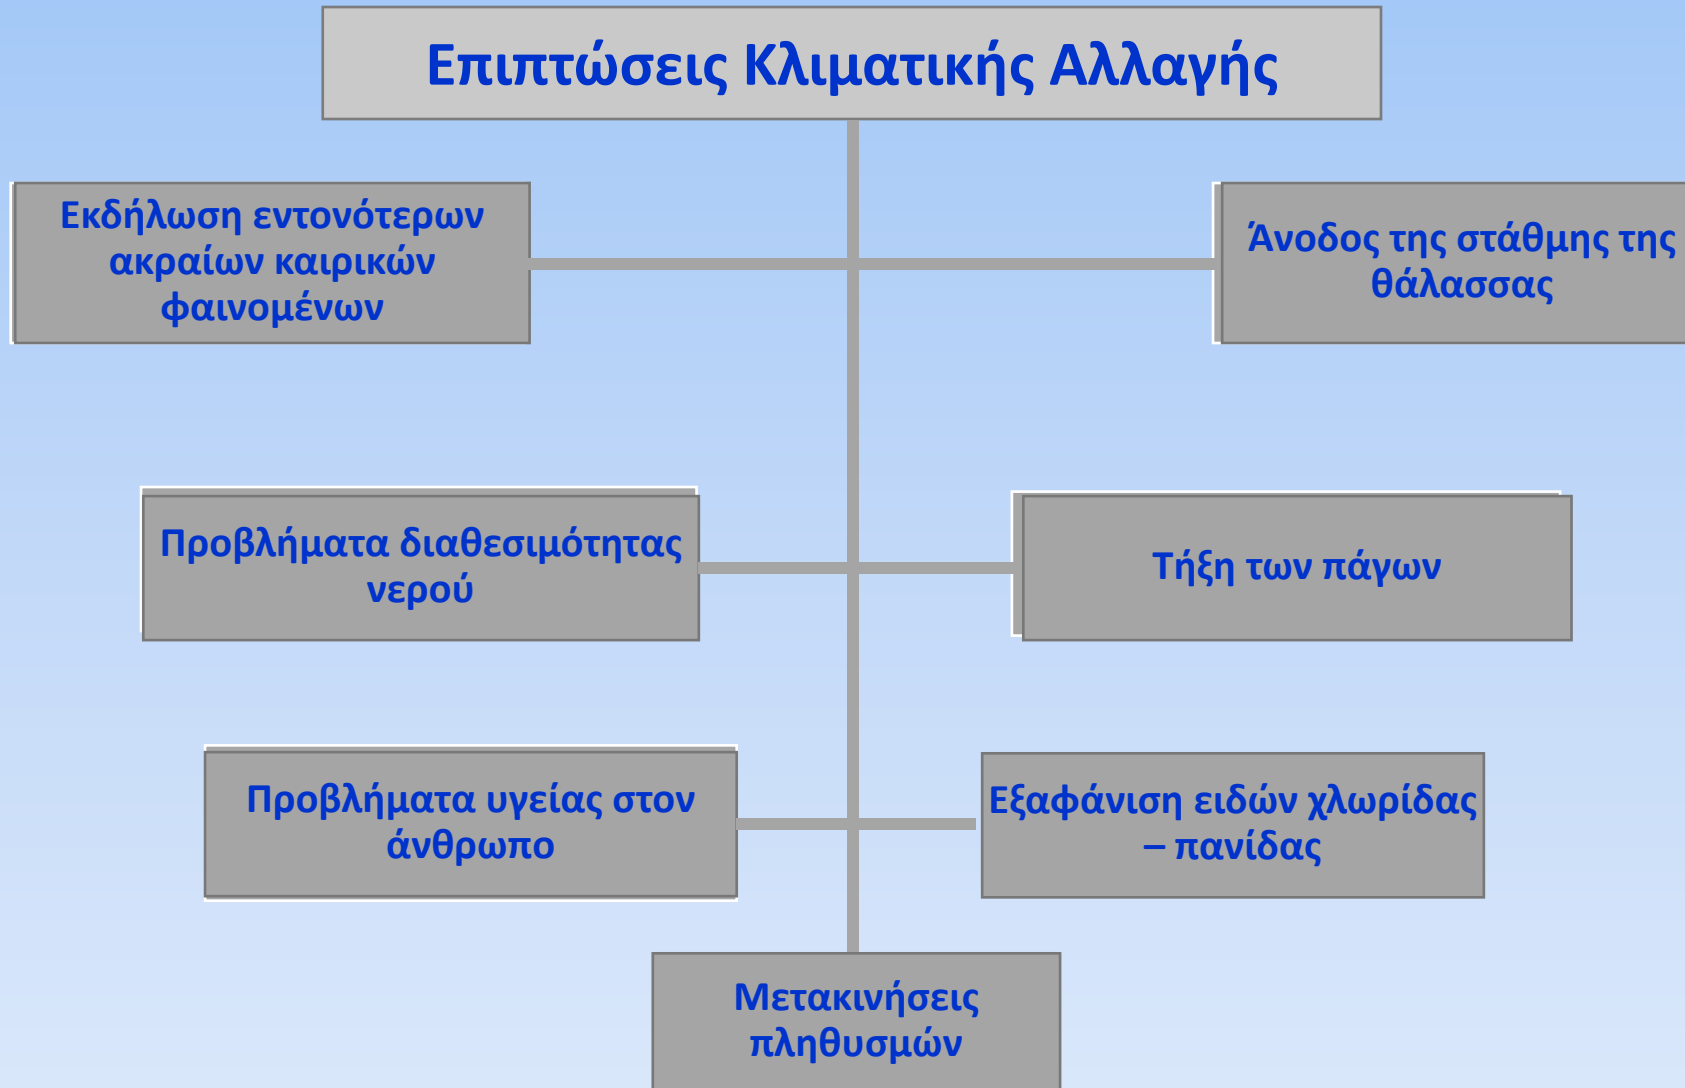 Επιπτώσεις Κλιματικής Αλλαγής
Εκδήλωση εντονότερων
ακραίων καιρικών
φαινομένων
Άνοδος της στάθμης της
θάλασσας
Προβλήματα διαθεσιμότητας
νερού
Τήξη των πάγων
Προβλήματα υγείας στον
άνθρωπο
Εξαφάνιση ειδών χλωρίδας
– πανίδας
Μετακινήσεις
πληθυσμών